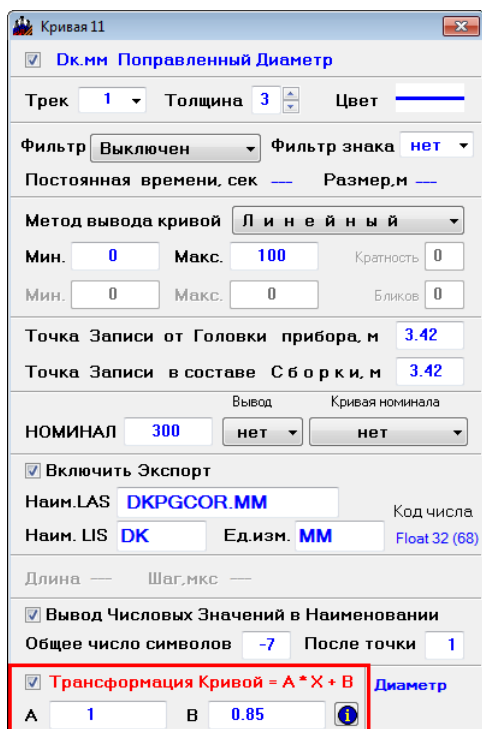 Кривая 11
Dк.мм Поправленный Диаметр
Трек 1 Толщина 3 Цвет
Фильтр Выключен Фильтр знака нет
Постоянная времени, сек --- Размер,м ---
Метод вывода кривой Л и н е й н ы й
Мин. 0 Макс. 100 Кратность 0
Мин. 0 Макс. 0 Бликов 0
Точка Записи от Головки прибора, м 3.42
Точка Записи в составе С б о р к и, м 3.42
Вывод Кривая номинала
НОМИНАЛ 300 нет нет
Включить Экспорт
Наим.LAS DKPGCOR.MM
Код числа
Наим. LIS DK Ед.изм. MM Float 32 (68)
Длина --- Шаг,мкс ---
Вывод Числовых Значений в Наименовании
Общее число символов -7 После точки 1
Трансформация Кривой = A * X + B Диаметр
A 1 B 0.85